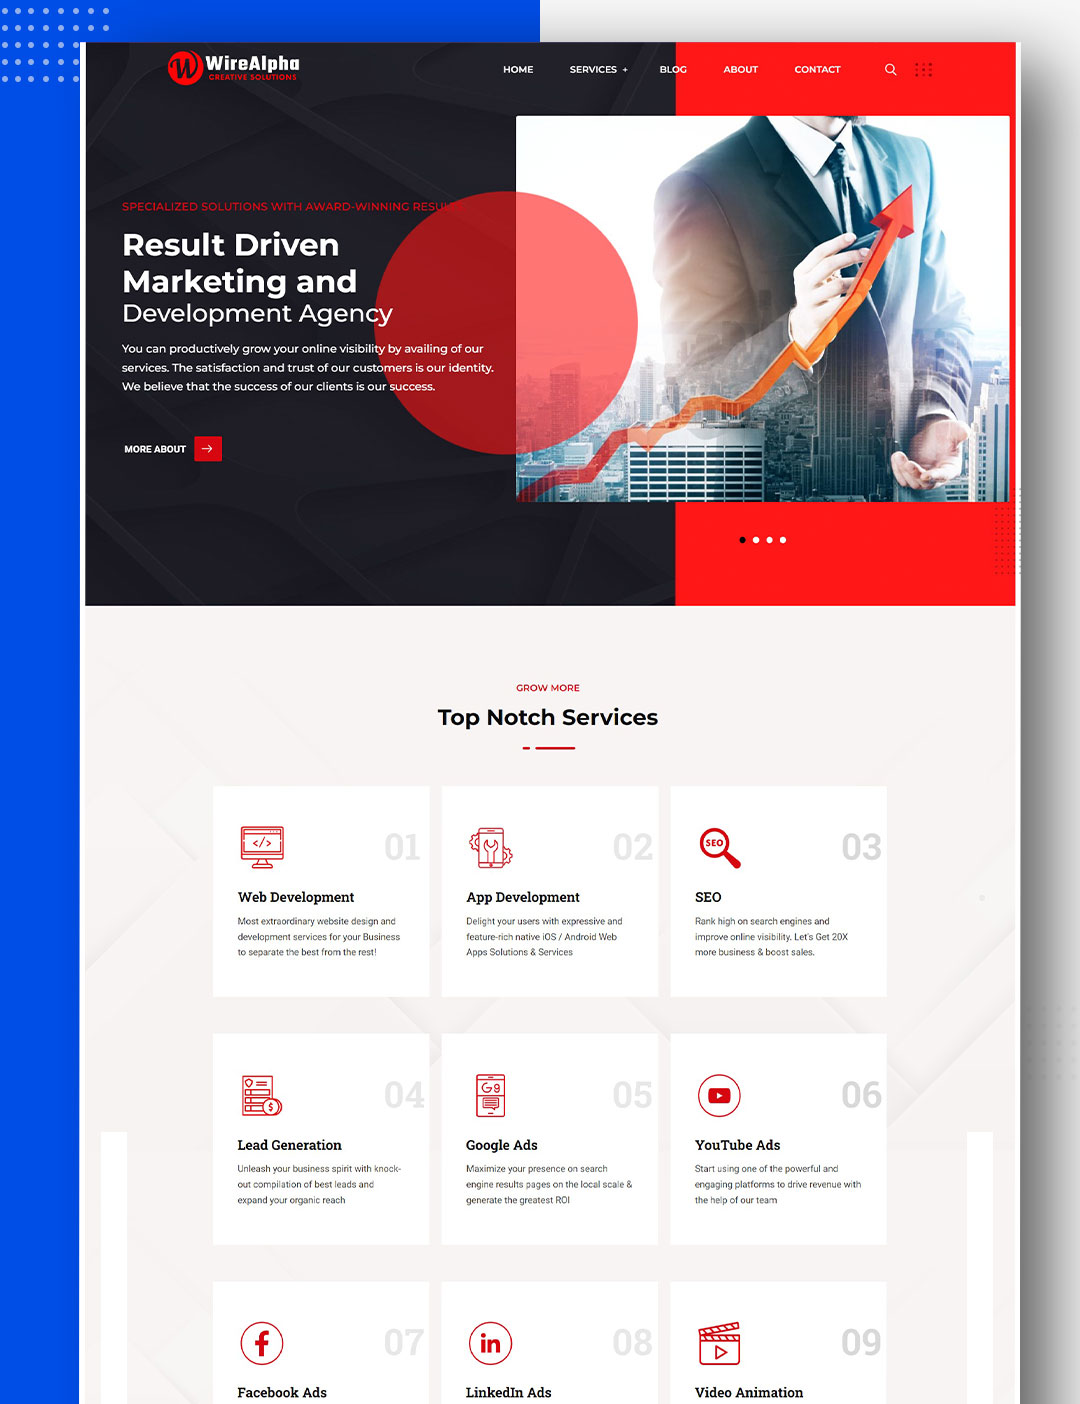 WireAlpha
CREATIVE SOLUTIONS
HOME SERVICES + BLOG ABOUT CONTACT
SPECIALIZED SOLUTIONS WITH AWARD-WINNING
Result Driven
Marketing and
Development Agency
You can productively grow your online visibility by availing of our
services. The satisfaction and trust of our customers is our identity.
We believe that the success of our clients is our success.
MORE ABOUT
GROW MORE
Top Notch Services
01
Web Development
Most extraordinary website design and
development services for your Business
to separate the best from the rest!
02
App Development
Delight your users with expressive and
feature-rich native iOS / Android Web
Apps Solutions & Services
SEO
03
SEO
Rank high on search engines and
improve online visibility. Let's Get 20X
more business & boost sales.
04
Lead Generation
Unleash your business spirit with knock-
out compilation of best leads and
expand your organic reach
05
Google Ads
Maximize your presence on search
engine results pages on the local scale &
generate the greatest ROI
06
YouTube Ads
Start using one of the powerful and
engaging platforms to drive revenue with
the help of our team
07
Facebook Ads
in
08
LinkedIn Ads
09
Video Animation